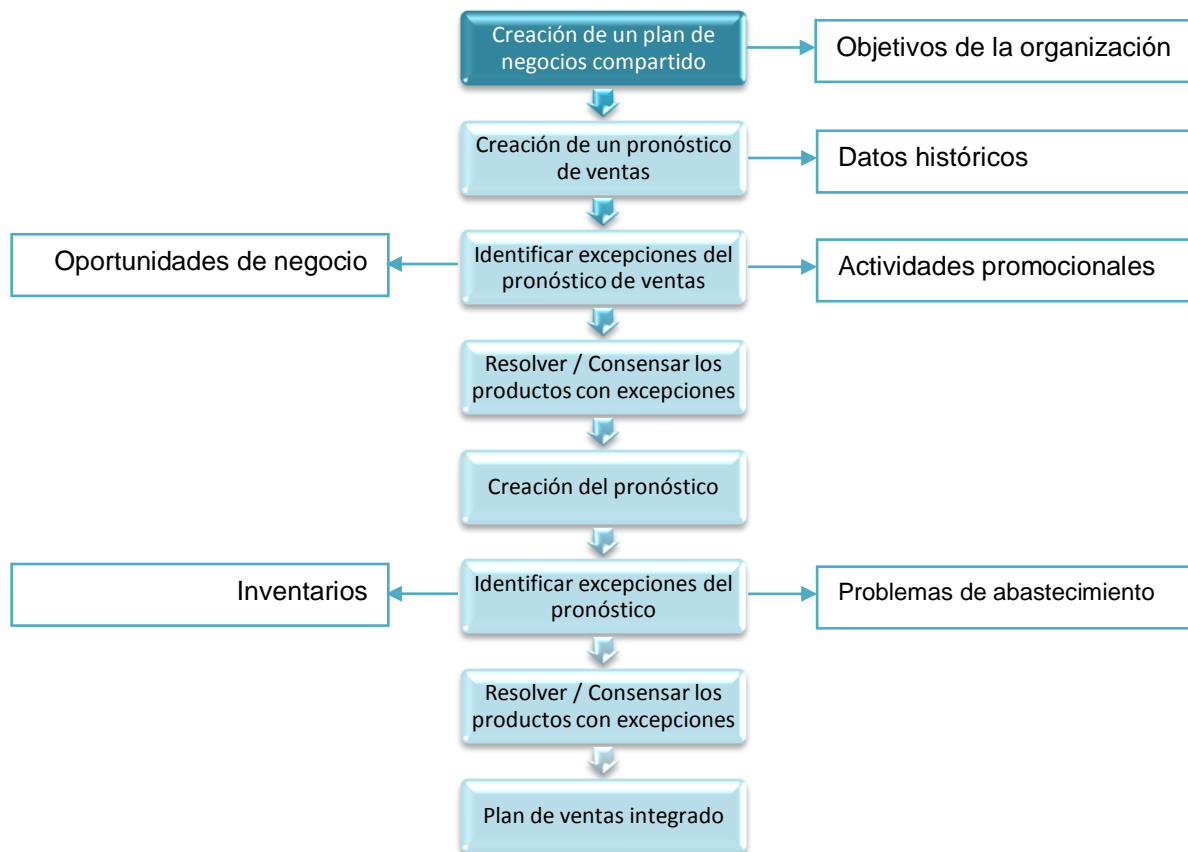 Creación de un plan de
negocios compartido
Objetivos de la organización
Creación de un pronóstico
de ventas
Datos históricos
Oportunidades de negocio
Identificar excepciones del
pronóstico de ventas
Actividades promocionales
Resolver / Consensar los
productos con excepciones
Creación del pronóstico
Inventarios
Identificar excepciones del
pronóstico
Problemas de abastecimiento
Resolver / Consensar los
productos con excepciones
Plan de ventas integrado